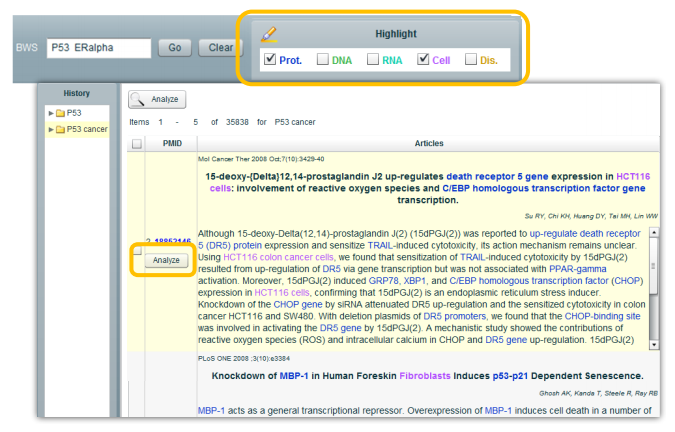 BWS P53 ERalpha Go Clear
Highlight
Prot. DNA RNA Cell Dis.
History
P53
P53 cancer
Analyze
Items 1 - 5 of 35838 for P53 cancer
PMID Articles
Mol Cancer Ther 2008 Oct;7(10):3429-40
15-deoxy-{Delta}12,14-prostaglandin J2 up-regulates death receptor 5 gene expression in HCT116
cells: involvement of reactive oxygen species and C/EBP homologous transcription factor gene
transcription.
Su RY, Chi KH, Huang DY, Tai MH, Lin WW
2 18852146
Analyze
Although 15-deoxy-Delta(12,14)-prostaglandin J(2) (15dPGJ(2)) was reported to up-regulate death receptor
5 (DR5) protein expression and sensitize TRAIL-induced cytotoxicity, its action mechanism remains unclear.
Using HCT116 colon cancer cells, we found that sensitization of TRAIL-induced cytotoxicity by 15dPGJ(2)
resulted from up-regulation of DR5 via gene transcription but was not associated with PPAR-gamma
activation. Moreover, 15dPGJ(2) induced GRP78, XBP1, and C/EBP homologous transcription factor (CHOP)
expression in HCT116 cells, confirming that 15dPGJ(2) is an endoplasmic reticulum stress inducer.
Knockdown of the CHOP gene by siRNA attenuated DR5 up-regulation and the sensitized cytotoxicity in colon
cancer HCT116 and SW480. With deletion plasmids of DR5 promoters, we found that the CHOP-binding site
was involved in activating the DR5 gene by 15dPGJ(2). A mechanistic study showed the contributions of
reactive oxygen species (ROS) and intracellular calcium in CHOP and DR5 gene up-regulation. 15dPGJ(2)
PLoS ONE 2008 ;3(10):e3384
Knockdown of MBP-1 in Human Foreskin Fibroblasts Induces p53-p21 Dependent Senescence.
Ghosh AK, Kanda T, Steele R, Ray RB
MBP-1 acts as a general transcriptional repressor. Overexpression of MBP-1 induces cell death in a number of